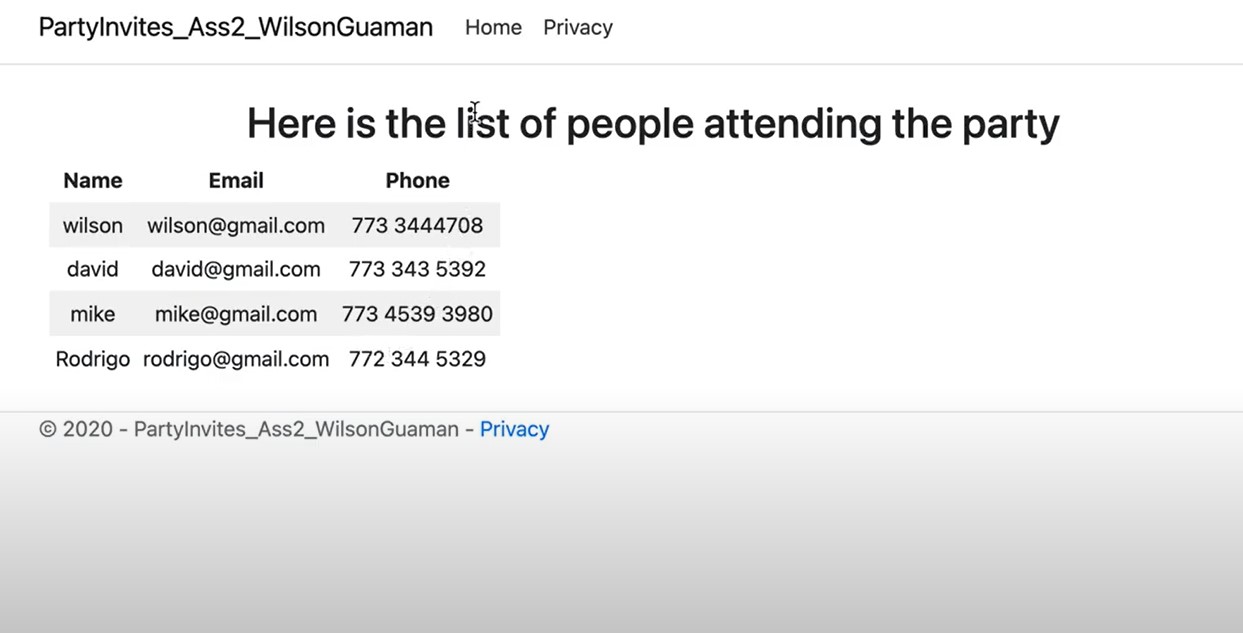 PartyInvites_Ass2_WilsonGuaman Home Privacy
Here is the list of people attending the party
Name Email Phone
wilson wilson@gmail.com 773 3444708
david david@gmail.com 773 343 5392
mike mike@gmail.com 773 4539 3980
Rodrigo rodrigo@gmail.com 772 344 5329
© 2020 - PartyInvites_Ass2_WilsonGuaman - Privacy